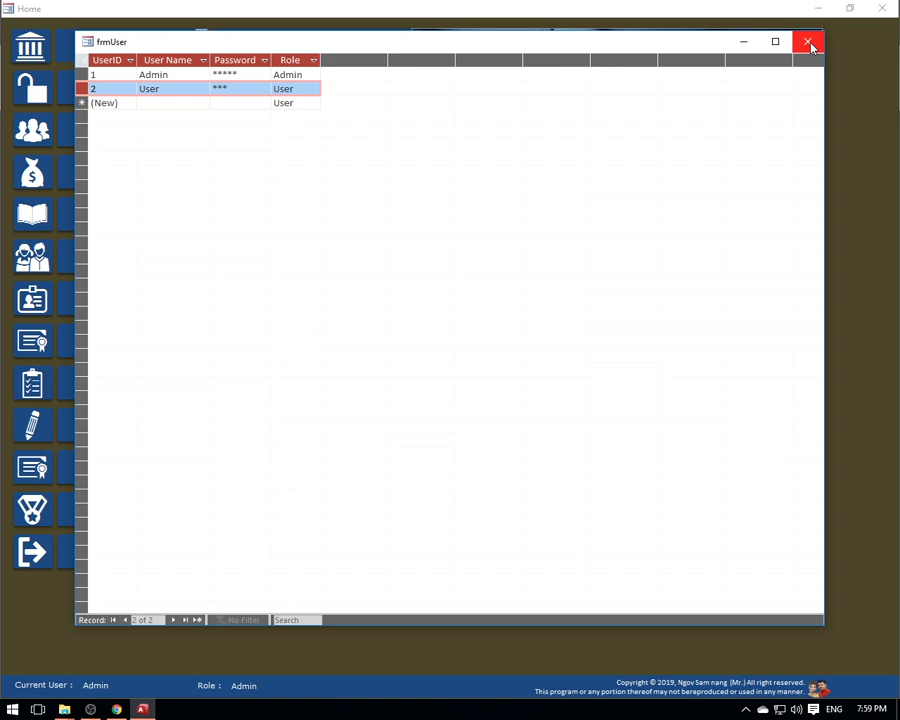 Home
frmUser
UserID User Name Password Role
1 Admin ***** Admin
2 User *** User
(New) User
Record: 2 of 2 No Filter Search
Current User : Admin Role : Admin
Copyright © 2019, Ngov Sam nang (Mr.) All right reserved.
This program or any portion thereof may not bereproduced or used in any manner.
ENG 7:59 PM